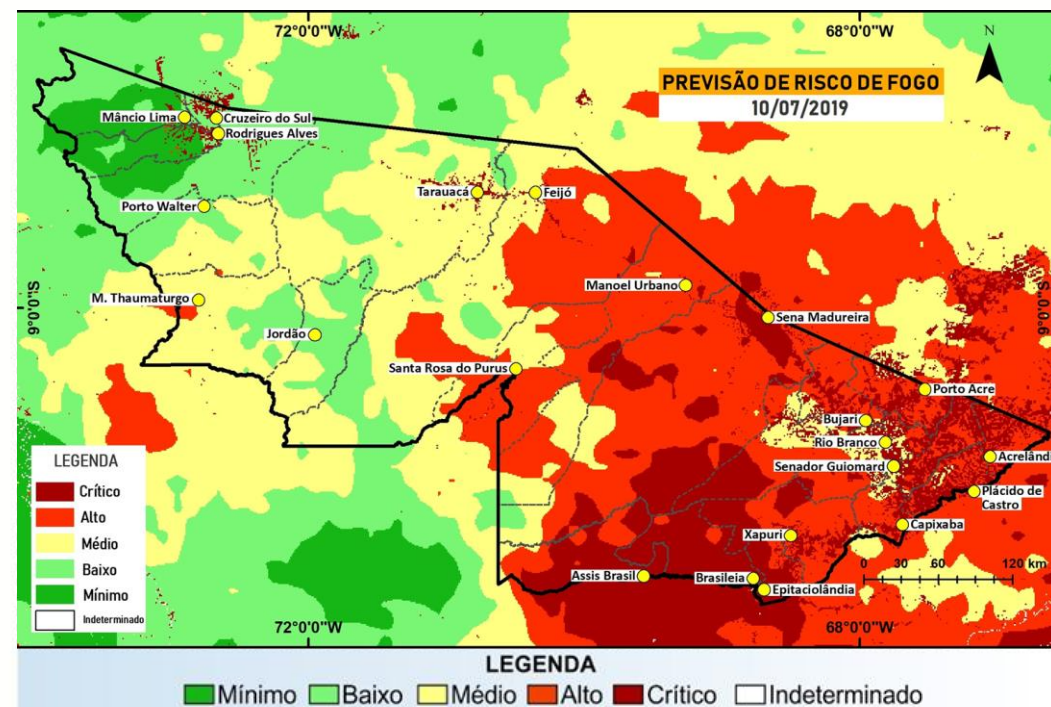 72°0'0"W
68°0'0"W
N
PREVISÃO DE RISCO DE FOGO
10/07/2019
Mâncio Lima
Cruzeiro do Sul
Rodrigues Alves
Tarauacá
Feijó
Porto Walter
Manoel Urbano
M. Thaumaturgo
9°0'0"S
9°0'0"S
Sena Madureira
Jordão
Santa Rosa do Purus
Porto Acre
Bujari
Rio Branco
Acrelândi
Senador Guiomard
Plácido de
Castro
Capixaba
Xapuri
Assis Brasil
Brasileia
Epitaciolândia
0 30 60 120 km
LEGENDA
Crítico
Alto
Médio
Baixo
Mínimo
Indeterminado
72°0'0"W
68°0'0"W
LEGENDA
Mínimo Baixo Médio Alto Crítico Indeterminado